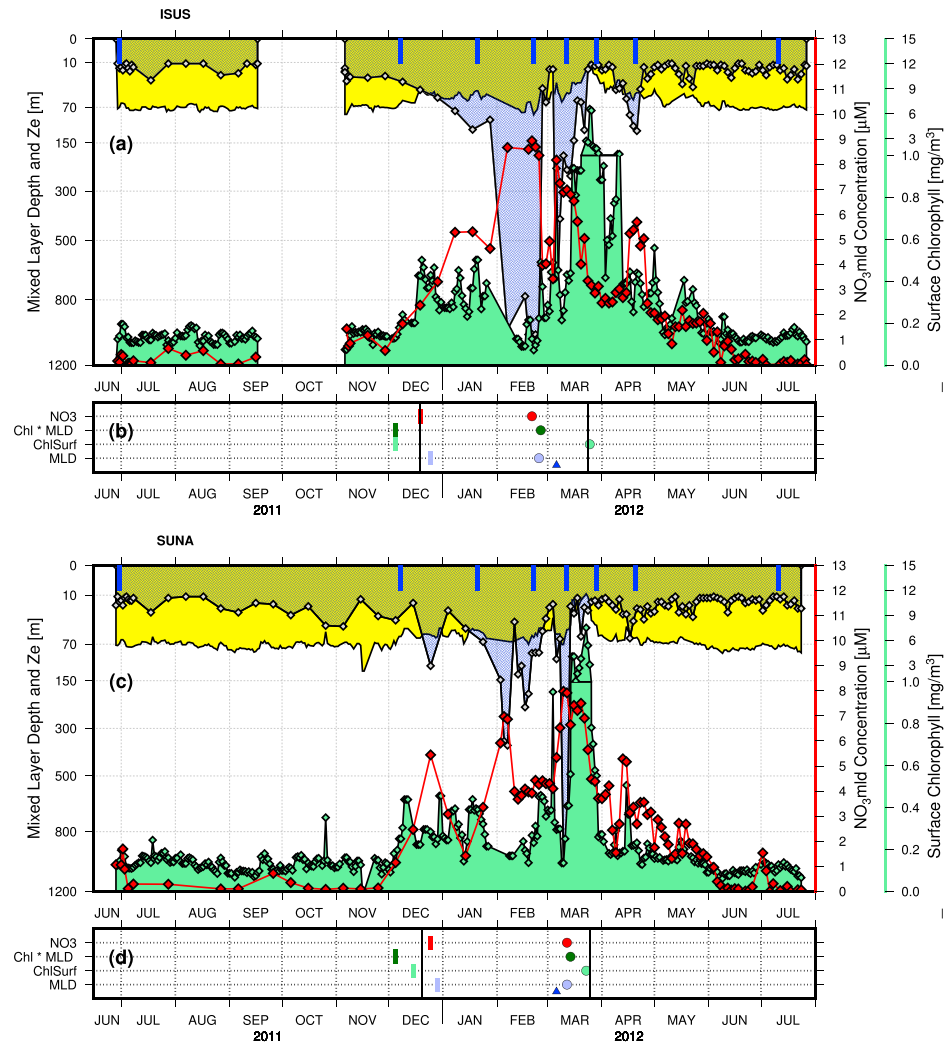 ISUS
0
10
70
150
300
500
800
1200
Mixed Layer Depth and Ze [m]
(a)
13
12
11
10
9
8
7
6
5
4
3
2
1
0
NO3mld Concentration [µM]
15
12
9
6
3
1.0
0.8
0.6
0.4
0.2
0.0
Surface Chlorophyll [mg/m³]
JUN JUL AUG SEP OCT NOV DEC JAN FEB MAR APR MAY JUN JUL
NO3
Chl * MLD
ChlSurf
MLD
(b)
JUN JUL AUG SEP OCT NOV DEC JAN FEB MAR APR MAY JUN JUL
2011 2012
SUNA
0
10
70
150
300
500
800
1200
Mixed Layer Depth and Ze [m]
(c)
13
12
11
10
9
8
7
6
5
4
3
2
1
0
NO3mld Concentration [µM]
15
12
9
6
3
1.0
0.8
0.6
0.4
0.2
0.0
Surface Chlorophyll [mg/m³]
JUN JUL AUG SEP OCT NOV DEC JAN FEB MAR APR MAY JUN JUL
NO3
Chl * MLD
ChlSurf
MLD
(d)
JUN JUL AUG SEP OCT NOV DEC JAN FEB MAR APR MAY JUN JUL
2011 2012